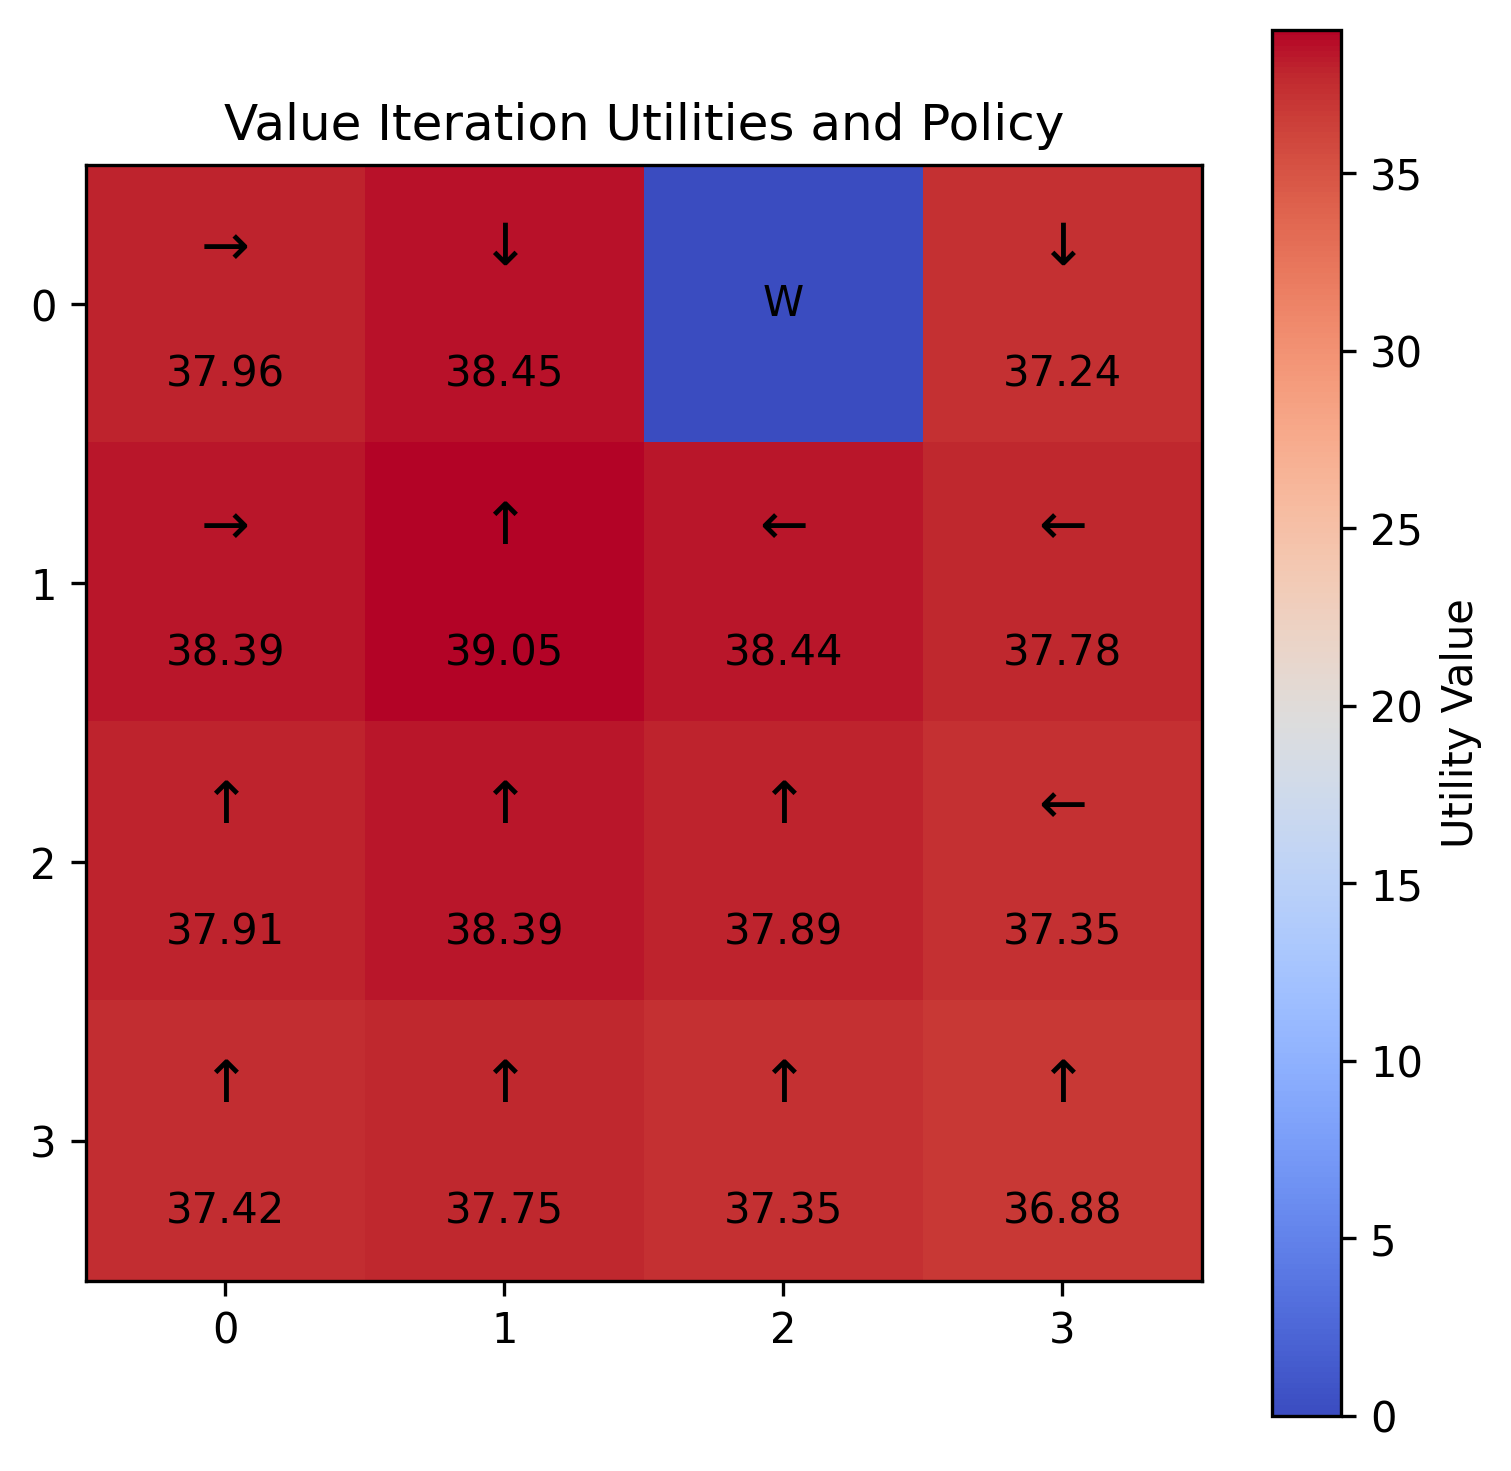 Value Iteration Utilities and Policy
→ ↓ ↓
0 W 35
37.96 38.45 37.24 30
→ ↑ ← ← 25
1
38.39 39.05 38.44 37.78 20
Utility Value
↑ ↑ ↑ ←
2 15
37.91 38.39 37.89 37.35
10
↑ ↑ ↑ ↑
3 5
37.42 37.75 37.35 36.88
0 1 2 3
0